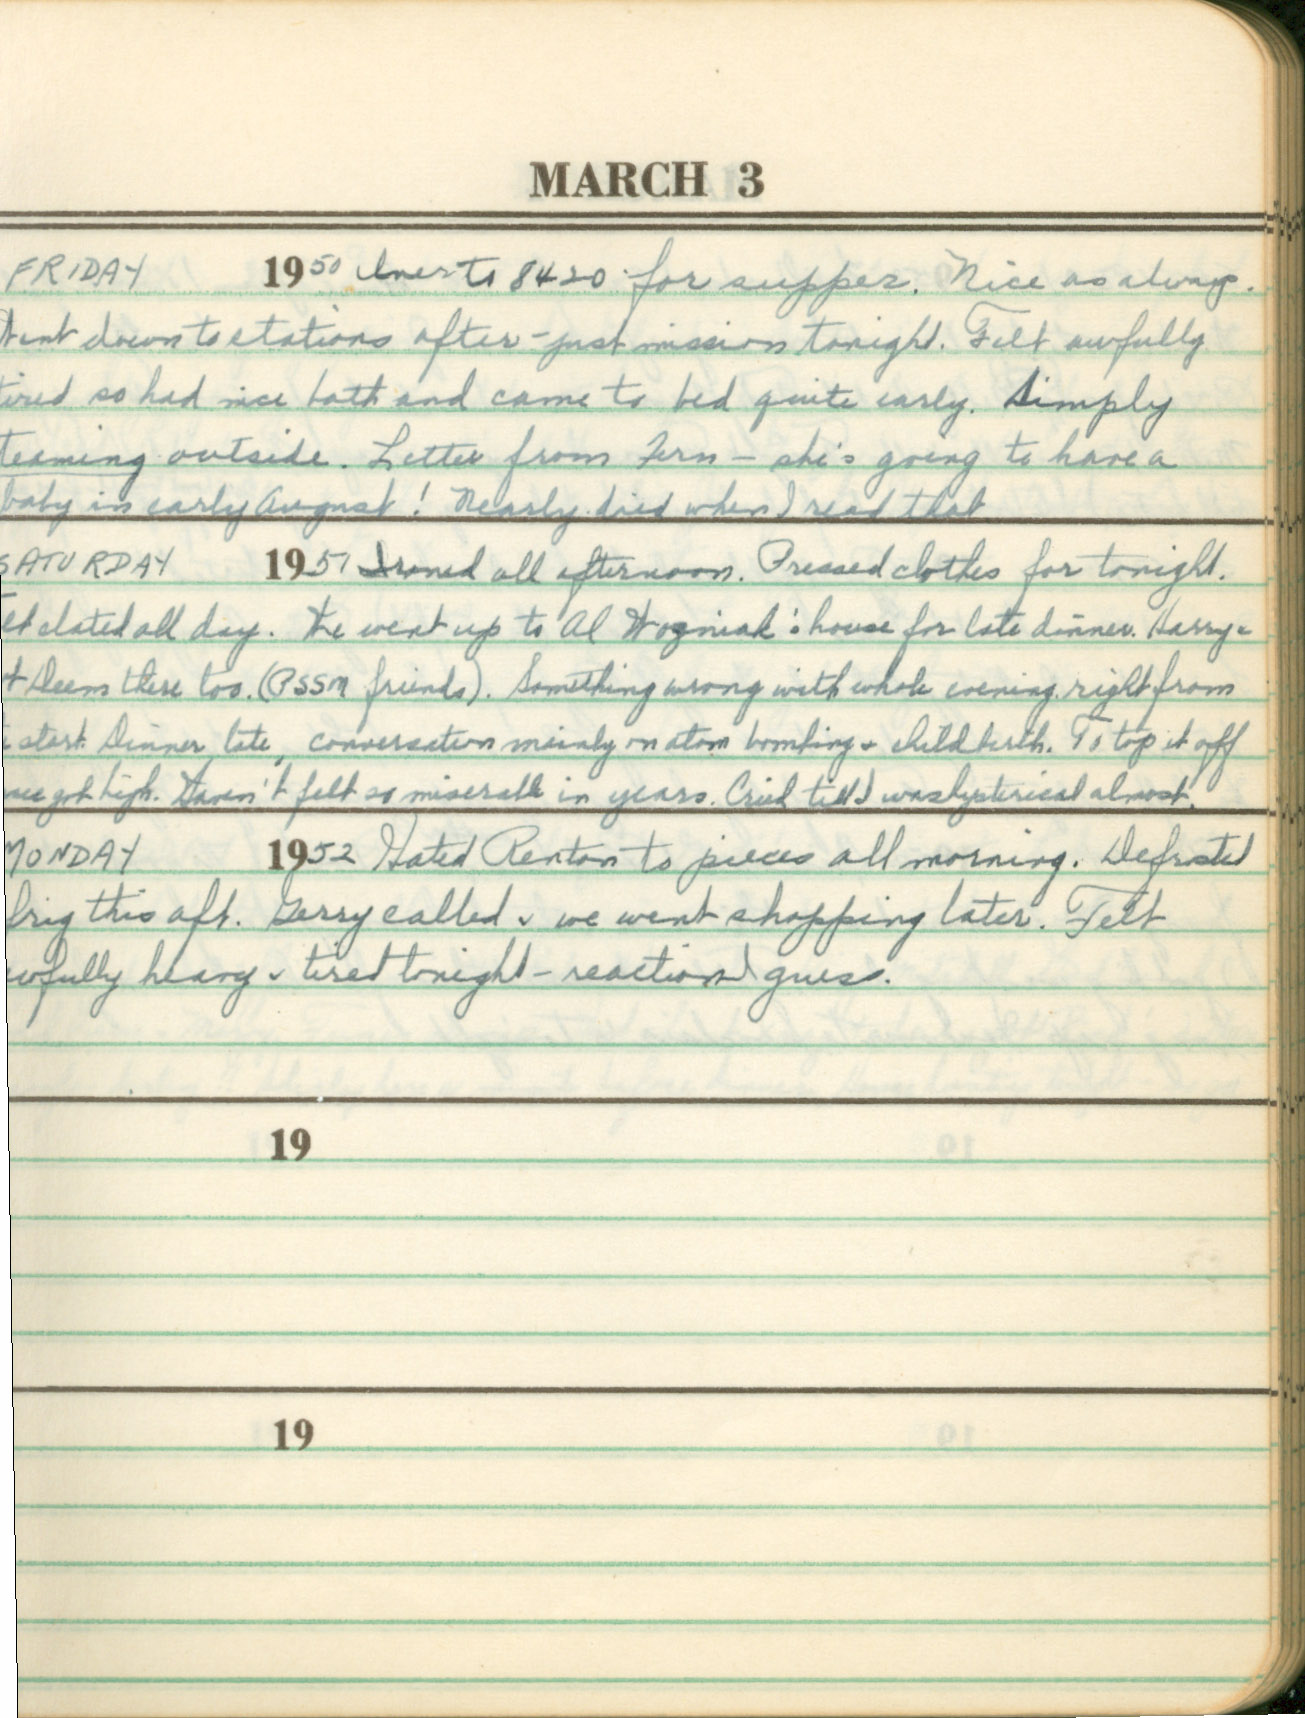 MARCH 3
FRIDAY 1950 Over to 8420 for supper. Nice as always.
Went down to stations after - just mission tonight. Felt awfully
tired so had nice bath and came to bed quite early. Simply
teeming outside. Letter from Fern - she's going to have a
baby in early August! Nearly died when I read that
SATURDAY 1951 Ironed all afternoon. Pressed clothes for tonight.
Felt elated all day. We went up to Al Wozniak's house for late dinner. Harry &
Deems there too. (PSSM friends). Something wrong with whole evening right from
start. Dinner late, conversation mainly on atom bombing & childbirth. To top it off
got high. Haven't felt so miserable in years. Cried till I was hysterical almost.
MONDAY 1952 Hated Renton to pieces all morning. Defrosted
frig this aft. Gerry called & we went shopping later. Felt
awfully heavy & tired tonight - reaction I guess.
19
19